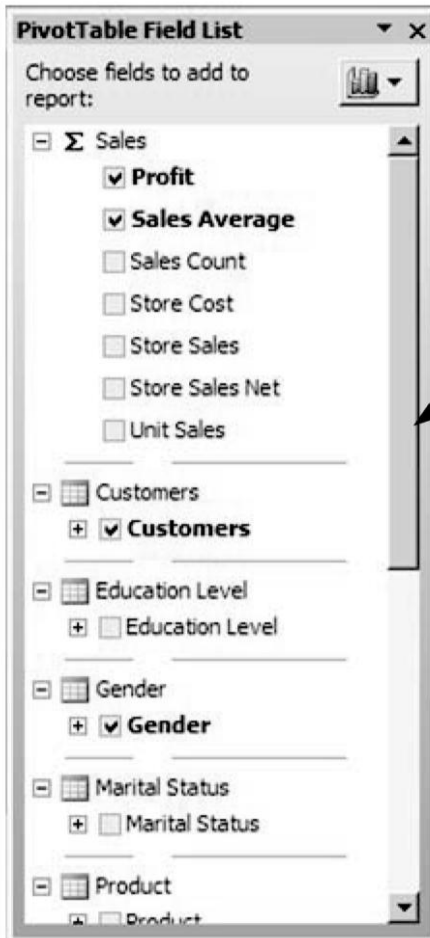 PivotTable Field List
Choose fields to add to
report:
Σ Sales
Profit
Sales Average
Sales Count
Store Cost
Store Sales
Store Sales Net
Unit Sales
Customers
Customers
Education Level
Education Level
Gender
Gender
Marital Status
Marital Status
Product
Product